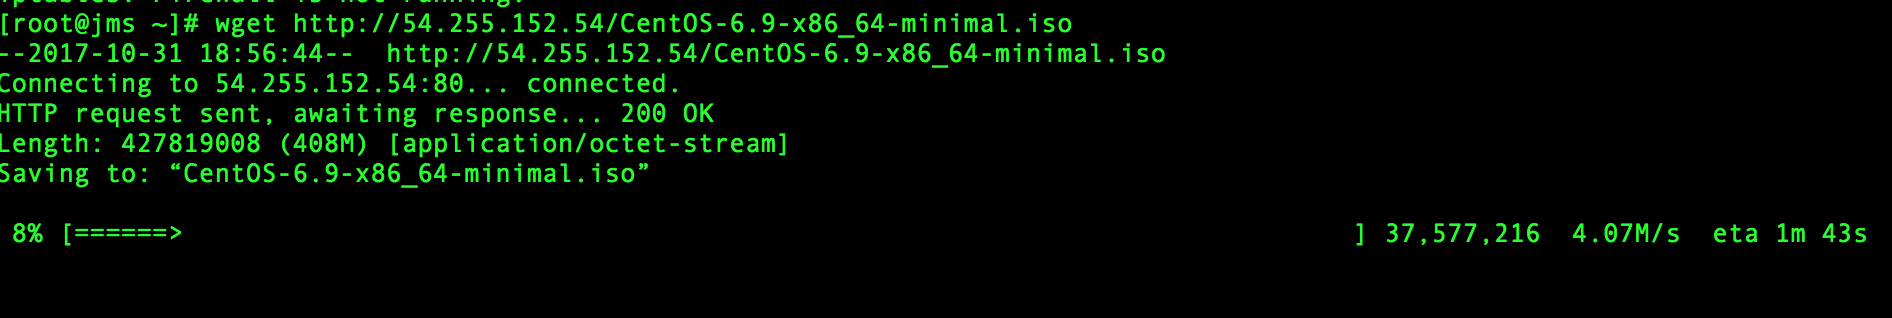 [root@jms ~]# wget http://54.255.152.54/CentOS-6.9-x86_64-minimal.iso
--2017-10-31 18:56:44--  http://54.255.152.54/CentOS-6.9-x86_64-minimal.iso
Connecting to 54.255.152.54:80... connected.
HTTP request sent, awaiting response... 200 OK
Length: 427819008 (408M) [application/octet-stream]
Saving to: “CentOS-6.9-x86_64-minimal.iso”
8% [======>                    ] 37,577,216  4.07M/s  eta 1m 43s